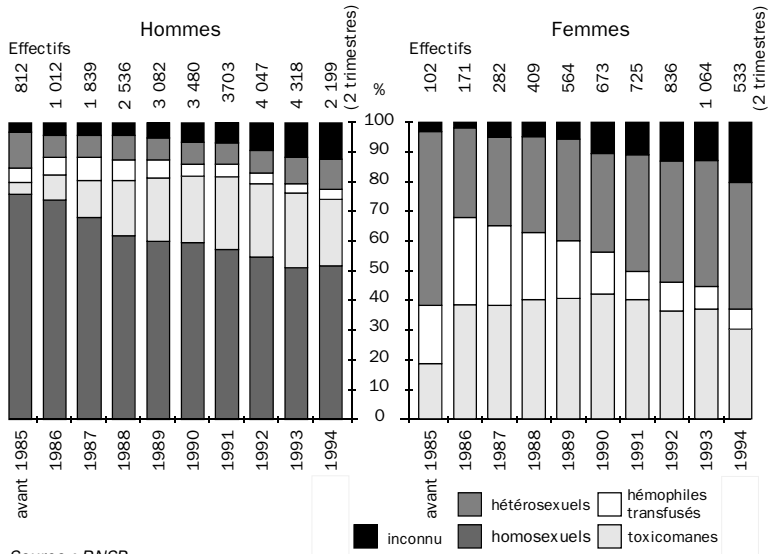 Hommes
Femmes
Effectifs
812 1 012 1 839 2 536 3 082 3 480 3703 4 047 4 318 2 199
(2 trimestres)
%
Effectifs
102 171 282 409 564 673 725 836 1 064 533
(2 trimestres)
100
90
80
70
60
50
40
30
20
10
0
avant 1985 1986 1987 1988 1989 1990 1991 1992 1993 1994
avant 1985 1986 1987 1988 1989 1990 1991 1992 1993 1994
hétérosexuels
hémophiles
transfusés
inconnu
homosexuels
toxicomanes